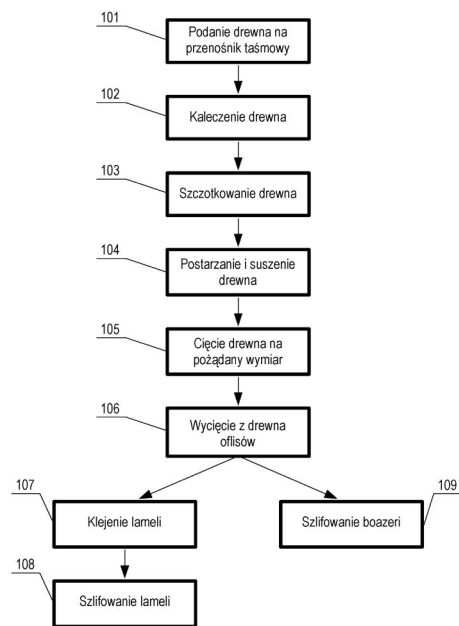 101
Podanie drewna na
przenośnik taśmowy
102
Kaleczenie drewna
103
Szczotkowanie drewna
104
Postarzanie i suszenie
drewna
105
Cięcie drewna na
pożądany wymiar
106
Wycięcie z drewna
oflisów
107
Klejenie lameli
109
Szlifowanie boazeri
108
Szlifowanie lameli